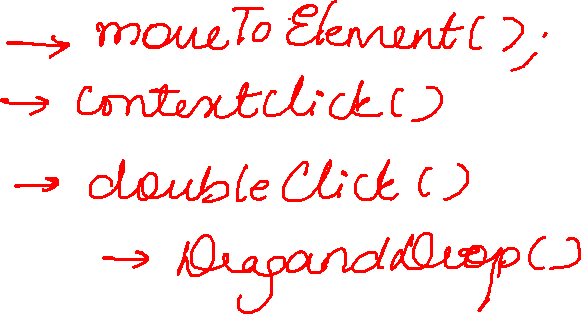 → moveToElement();
→ contextclick()
→ doubleClick()
→ DragandDrop()